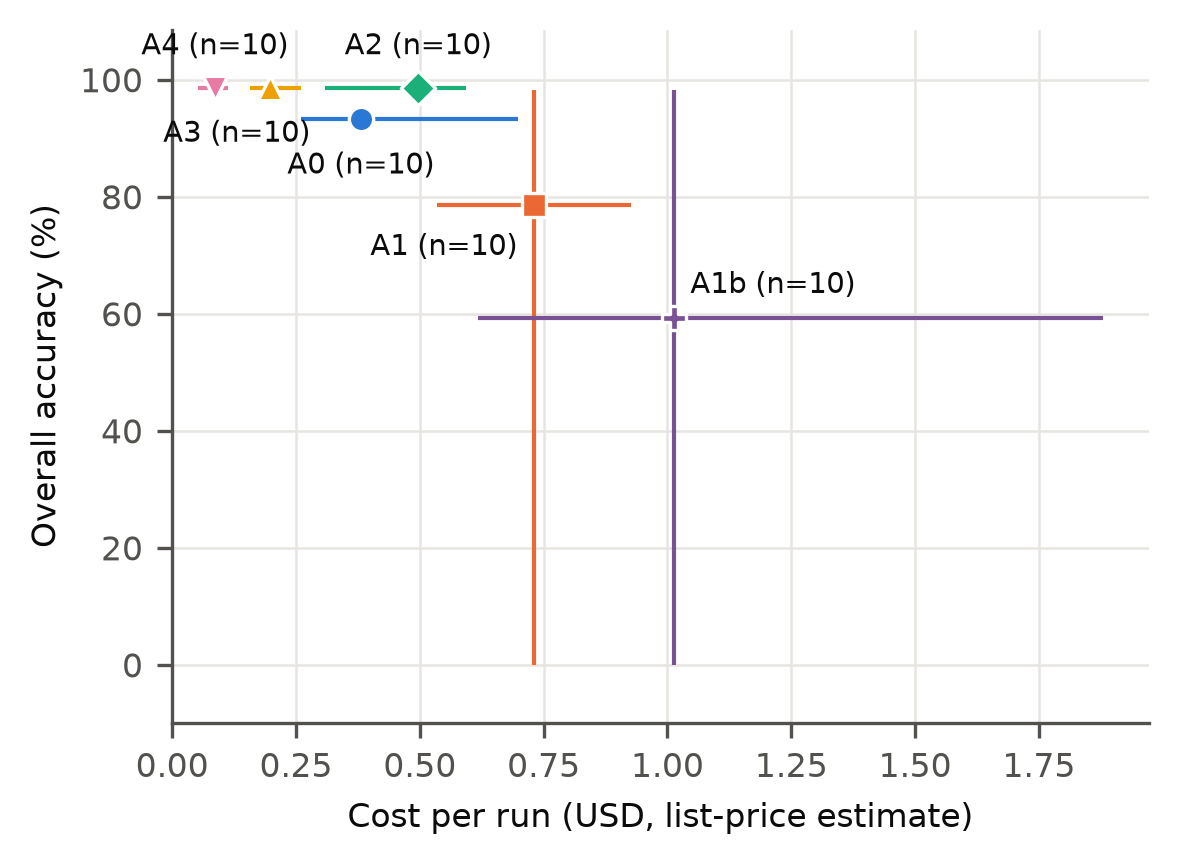 A4 (n=10)
A2 (n=10)
A3 (n=10)
A0 (n=10)
A1 (n=10)
A1b (n=10)
100
80
60
40
20
0
Overall accuracy (%)
0.00
0.25
0.50
0.75
1.00
1.25
1.50
1.75
Cost per run (USD, list-price estimate)